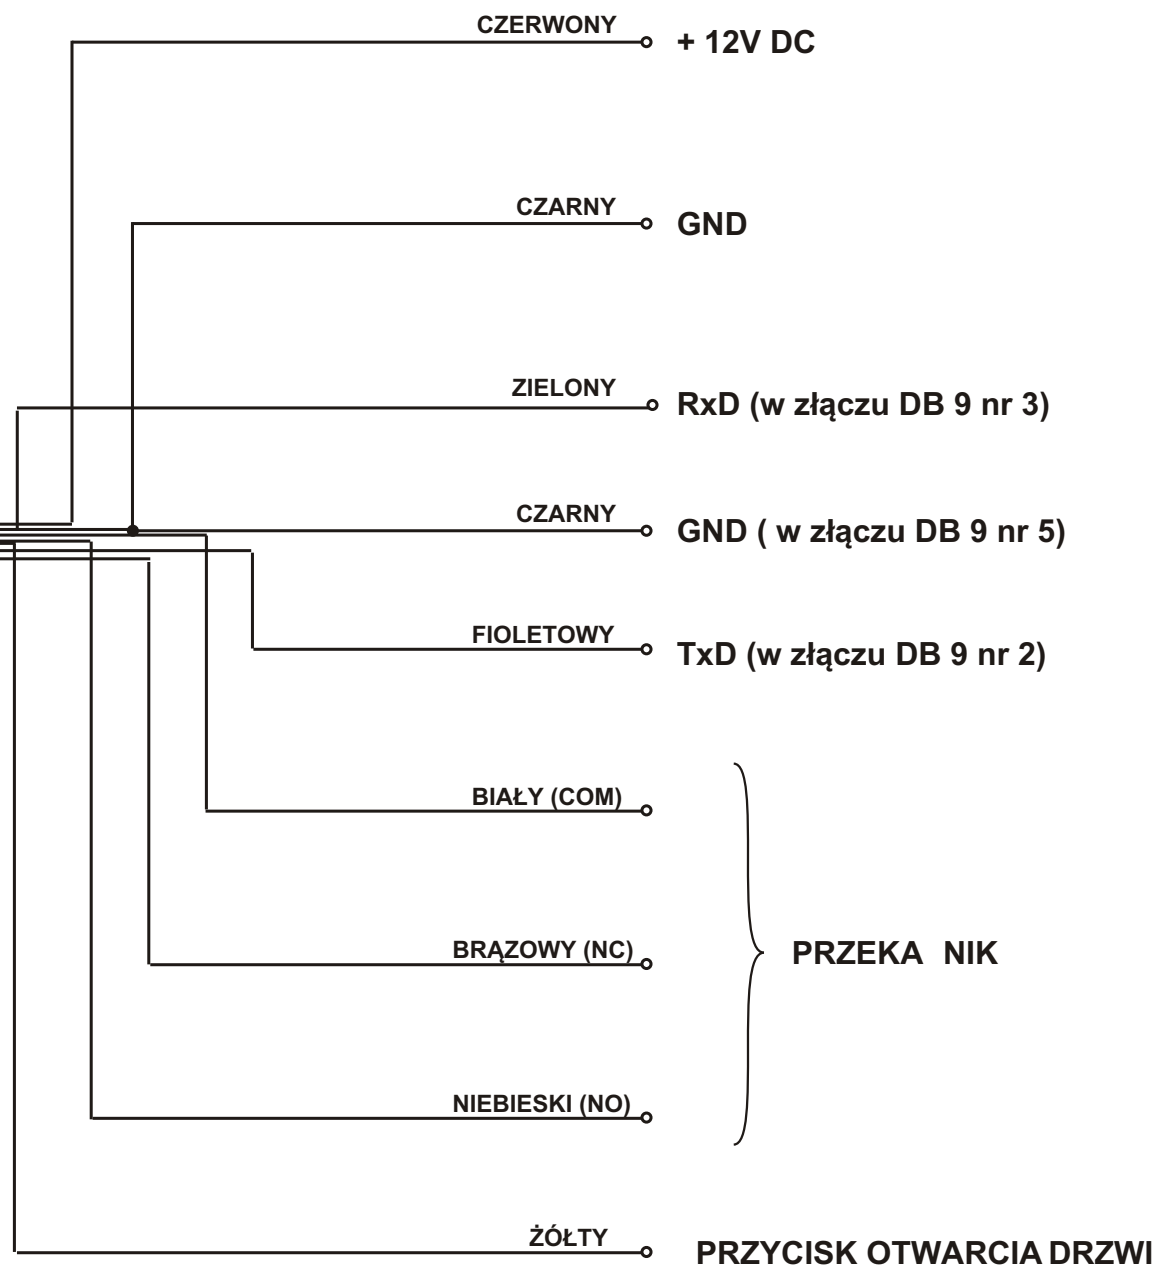 CZERWONY
+ 12V DC
CZARNY
GND
ZIELONY
RxD (w złączu DB 9 nr 3)
CZARNY
GND ( w złączu DB 9 nr 5)
FIOLETOWY
TxD (w złączu DB 9 nr 2)
BIAŁY (COM)
BRĄZOWY (NC)
PRZEKA NIK
NIEBIESKI (NO)
ŻÓŁTY
PRZYCISK OTWARCIA DRZWI